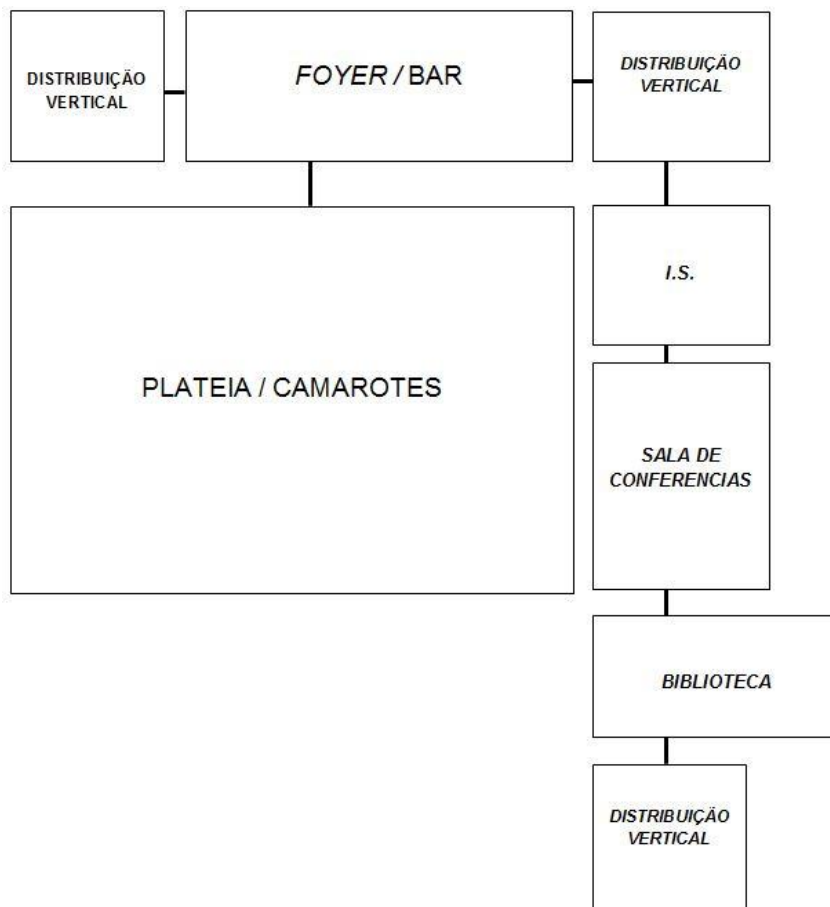 DISTRIBUIÇÃO
VERTICAL
FOYER / BAR
DISTRIBUIÇÃO
VERTICAL
I.S.
PLATEIA / CAMAROTES
SALA DE
CONFERENCIAS
BIBLIOTECA
DISTRIBUIÇÃO
VERTICAL